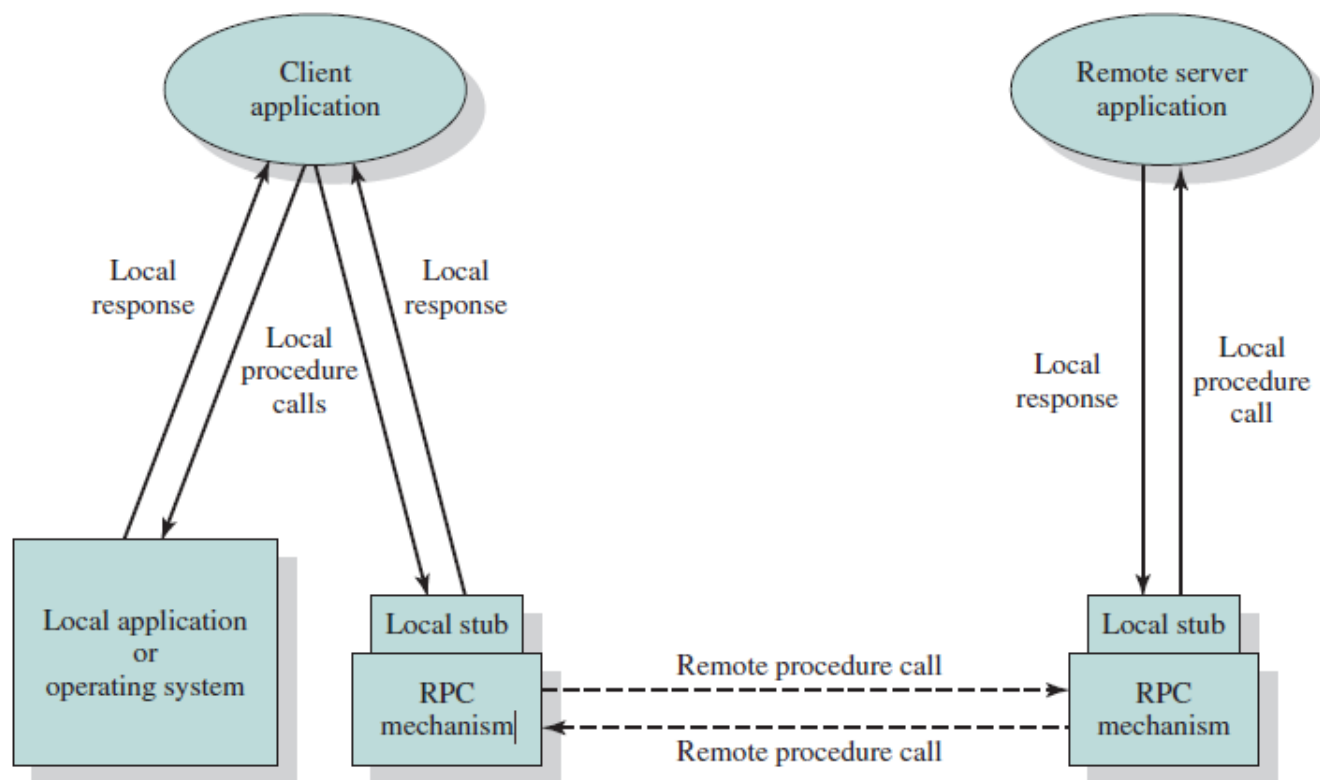 Client
application
Remote server
application
Local
response
Local
procedure
calls
Local
response
Local
response
Local
procedure
call
Local application
or
operating system
Local stub
RPC
mechanism
Remote procedure call
Remote procedure call
Local stub
RPC
mechanism